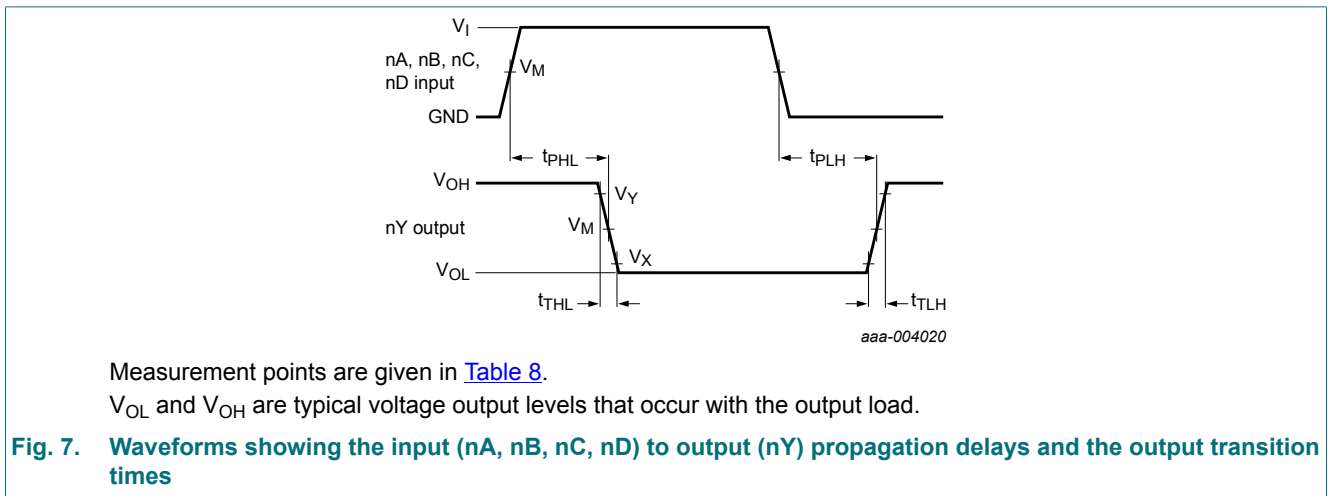 V_I
nA, nB, nC,
nD input
V_M
GND
t_PHL
t_PLH
V_OH
V_Y
nY output
V_M
V_X
V_OL
t_THL
t_TLH
aaa-004020
Measurement points are given in Table 8.
V_OL and V_OH are typical voltage output levels that occur with the output load.
Fig. 7. Waveforms showing the input (nA, nB, nC, nD) to output (nY) propagation delays and the output transition
times